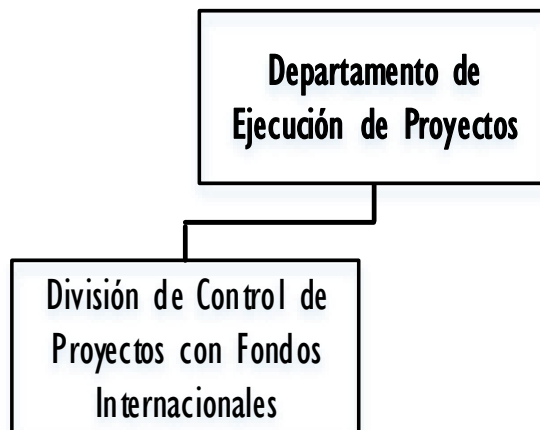 Departamento de
Ejecución de Proyectos
División de Control de
Proyectos con Fondos
Internacionales